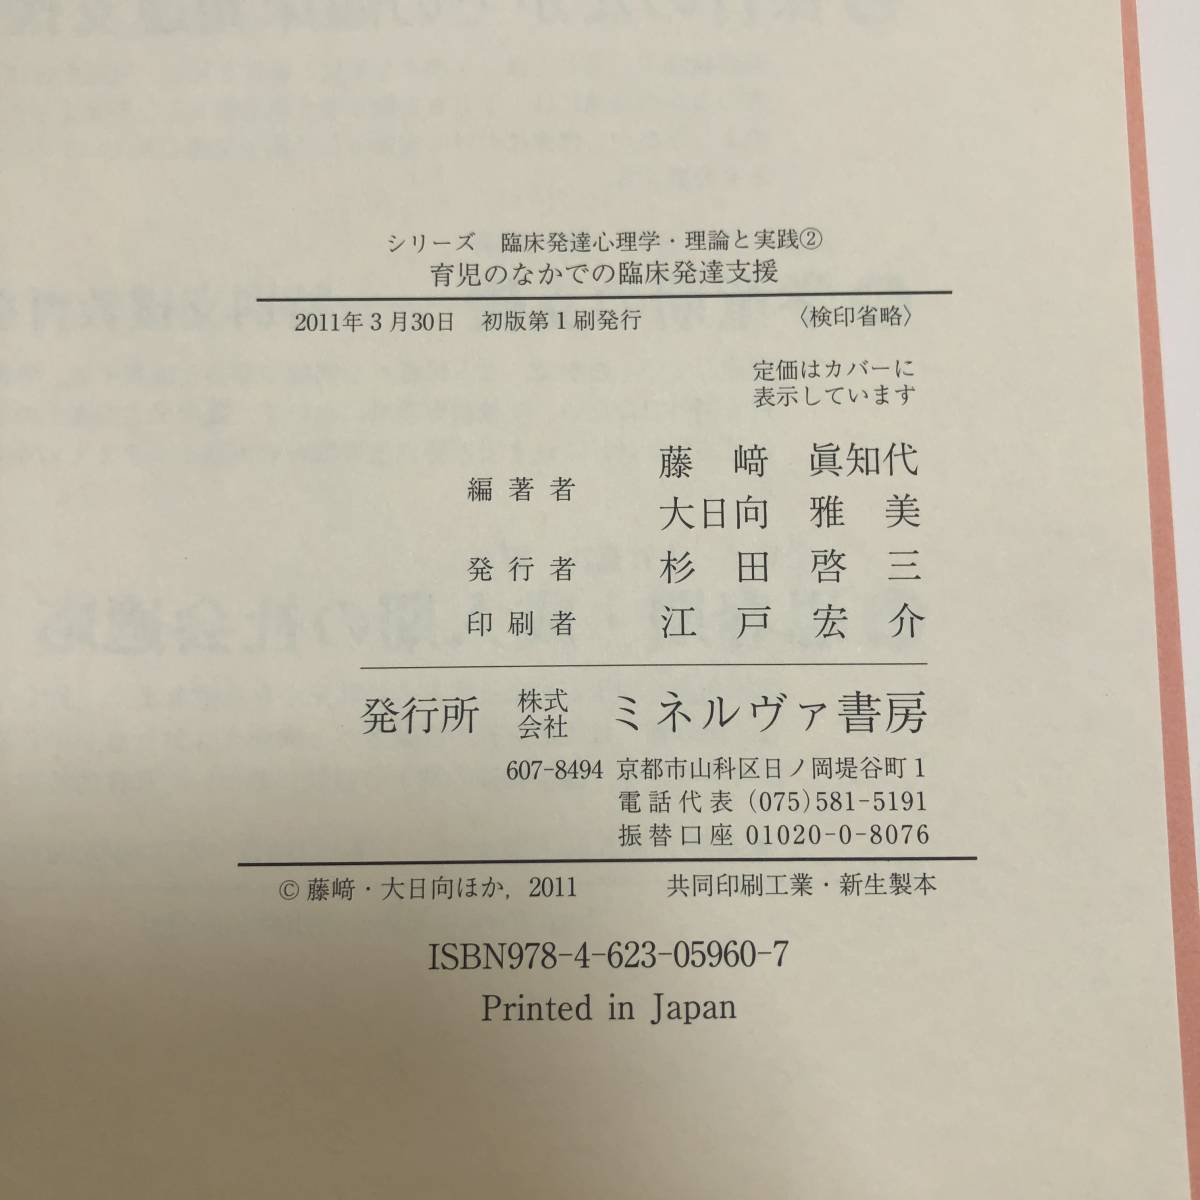 シリーズ 臨床発達心理学・理論と実践②
育児のなかでの臨床発達支援
2011年3月30日 初版第1刷発行 〈検印省略〉
定価はカバーに
表示しています
編著者
藤﨑 眞知代
大日向 雅美
発行者 杉田啓三
印刷者 江戸宏介
発行所 株式会社 ミネルヴァ書房
607-8494 京都市山科区日ノ岡堤谷町1
電話代表 (075)581-5191
振替口座 01020-0-8076
©藤﨑・大日向ほか, 2011 共同印刷工業・新生製本
ISBN978-4-623-05960-7
Printed in Japan